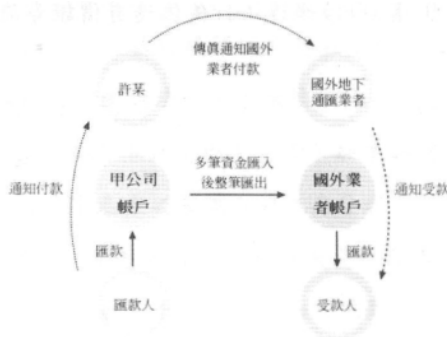 傳真通知國外
業者付款
許某
國外地下
通匯業者
通知付款
甲公司
帳戶
多筆資金匯入
後整筆匯出
國外業
者帳戶
通知受款
匯款
匯款
匯款人
受款人